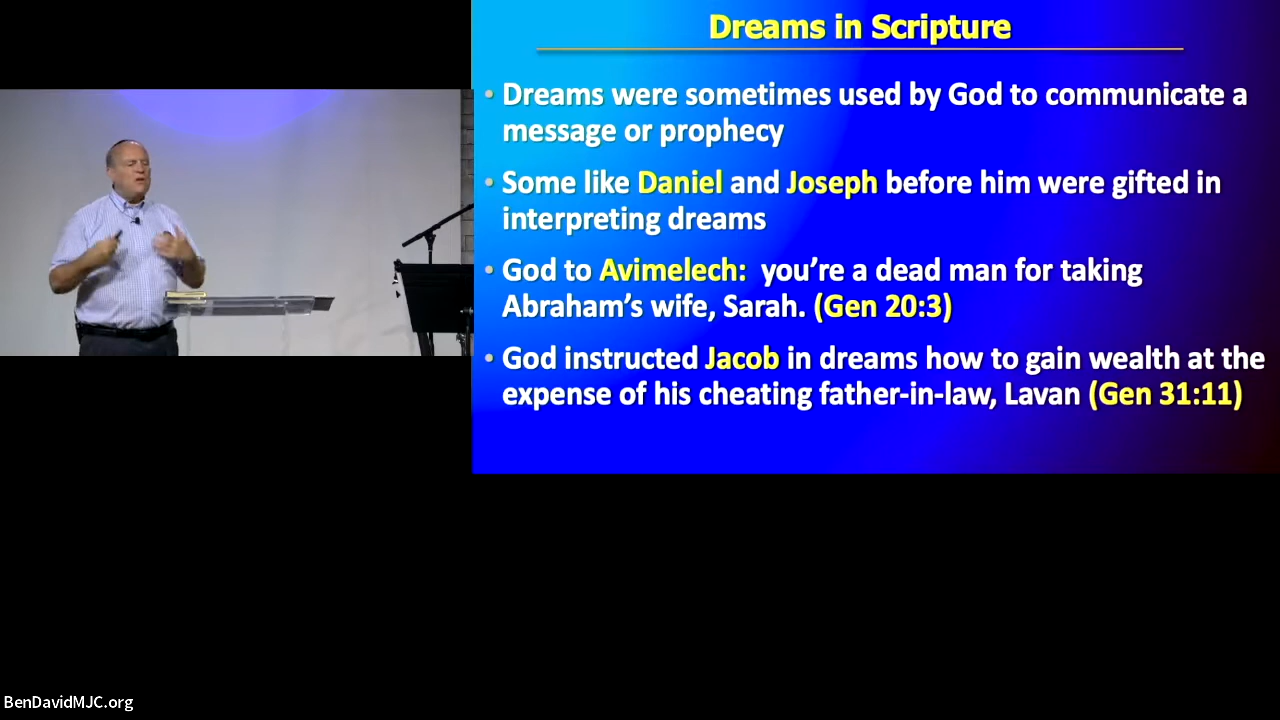 Dreams in Scripture
• Dreams were sometimes used by God to communicate a
message or prophecy
• Some like Daniel and Joseph before him were gifted in
interpreting dreams
• God to Avimelech:  you’re a dead man for taking
Abraham’s wife, Sarah. (Gen 20:3)
• God instructed Jacob in dreams how to gain wealth at the
expense of his cheating father-in-law, Lavan (Gen 31:11)
BenDavidMJC.org